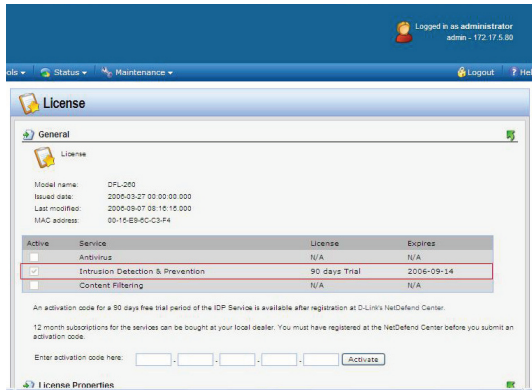 Logged in as administrator
admin - 172.17.5.80
ols Status Maintenance Logout Hel
License
General
License
Model name: DFL-260
Issued date: 2006-03-27 00:00:00.000
Last modified: 2006-09-07 08:16:16.000
MAC address: 00-15-E9-6C-C3-F4
Active Service License Expires
Antivirus N/A N/A
Intrusion Detection & Prevention 90 days Trial 2006-09-14
Content Filtering N/A N/A
An activation code for a 90 days free trial period of the IDP Service is available after registration at D-Link's NetDefend Center.
12 month subscriptions for the services can be bought at your local dealer. You must have registered at the NetDefend Center before you submit an
activation code.
Enter activation code here: - - - - Activate
License Properties